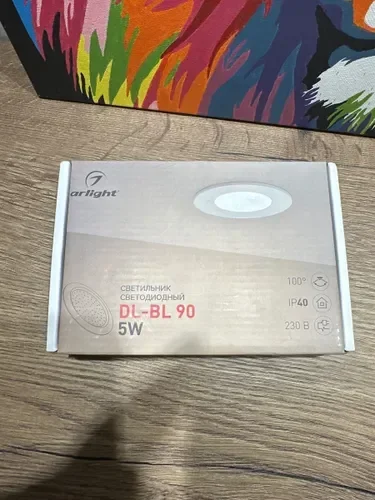 arlight
СВЕТИЛЬНИК
СВЕТОДИОДНЫЙ
DL-BL 90
5W
100°
IP40
230 В